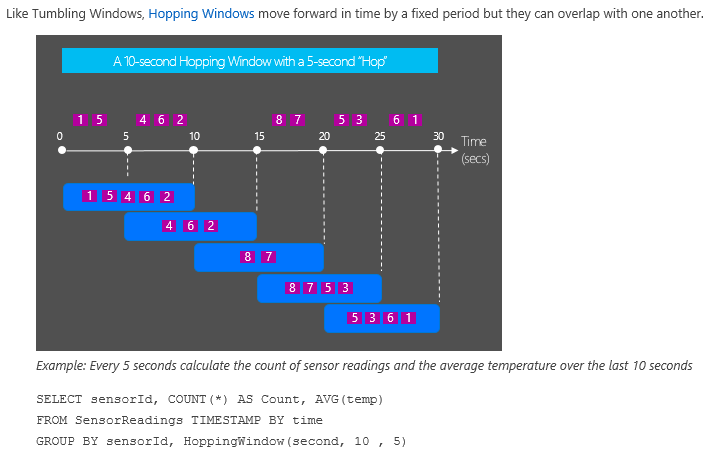 Like Tumbling Windows, Hopping Windows move forward in time by a fixed period but they can overlap with one another.
A 10-second Hopping Window with a 5-second "Hop"
1 5 4 6 2 8 7 5 3 6 1
0 5 10 15 20 25 30 Time
(secs)
1 5 4 6 2
4 6 2
8 7
8 7 5 3
5 3 6 1
Example: Every 5 seconds calculate the count of sensor readings and the average temperature over the last 10 seconds
SELECT sensorId, COUNT(*) AS Count, AVG(temp)
FROM SensorReadings TIMESTAMP BY time
GROUP BY sensorId, HoppingWindow(second, 10 , 5)